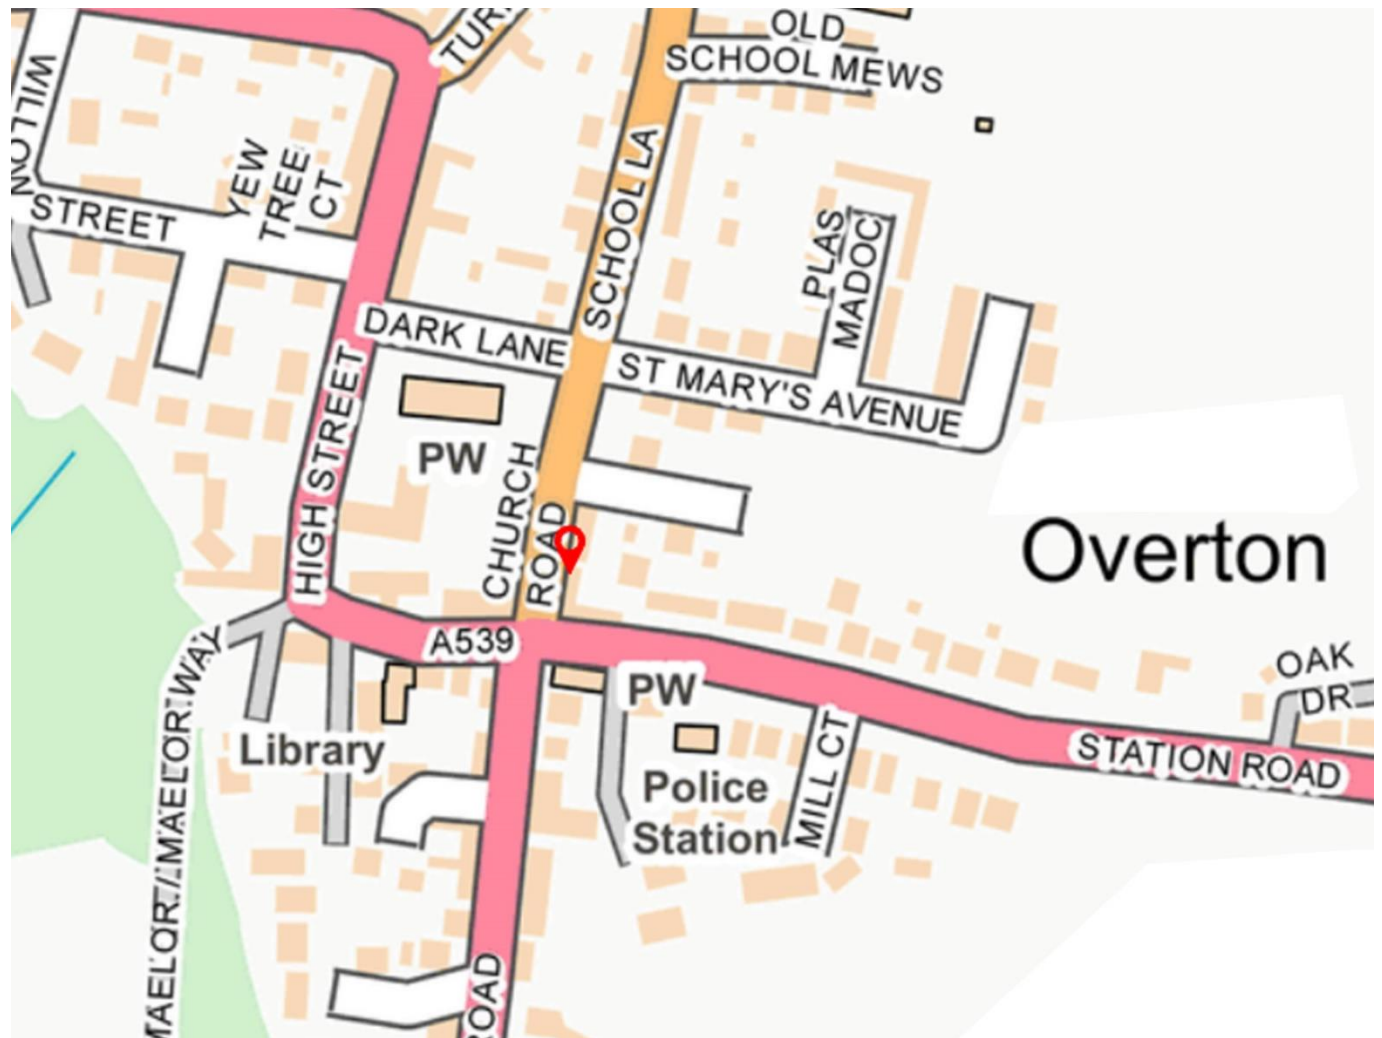 OLD
SCHOOL MEWS
WILLOW
STREET
YEW
TREE
CT
SCHOOL LA
PLAS
MADOC
DARK LANE
ST MARY'S AVENUE
HIGH STREET
PW
CHURCH
ROAD
Overton
A539
PW
OAK
DR
STATION ROAD
Library
Police
Station
MILL CT
MAELOR WAY
ROAD